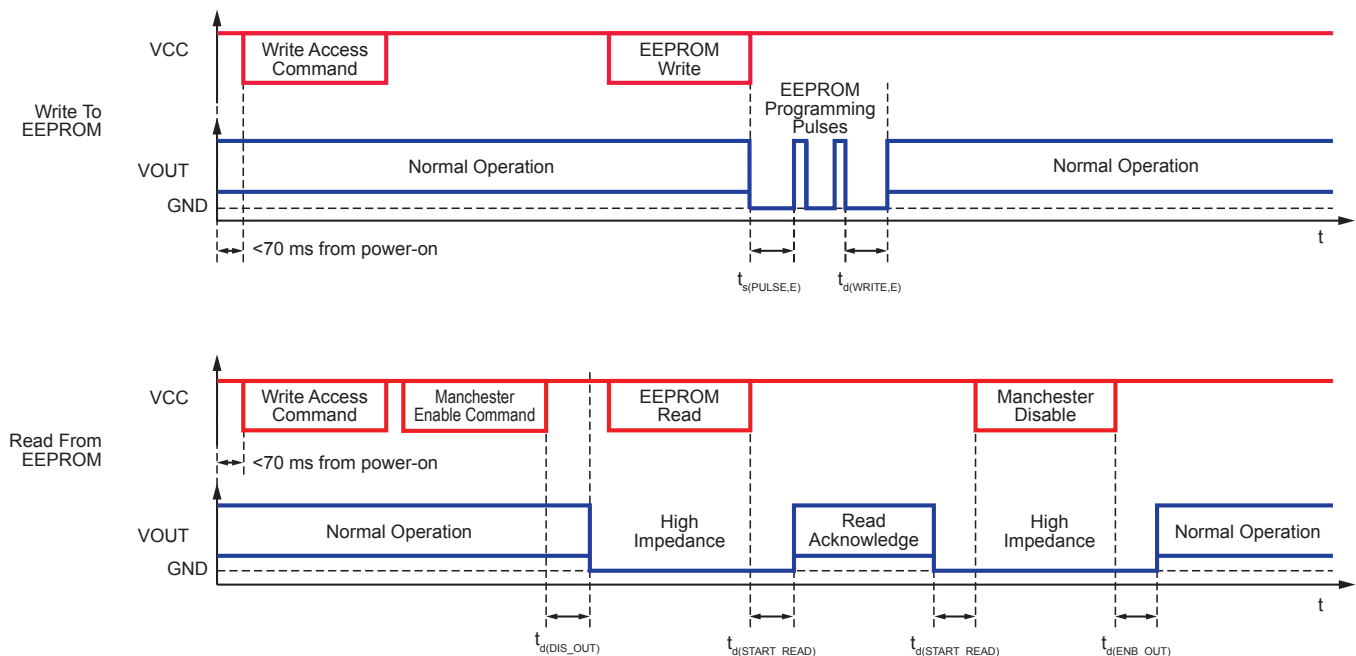 VCC
Write Access
Command
EEPROM
Write
EEPROM
Programming
Pulses
Write To
EEPROM
VOUT
Normal Operation
Normal Operation
GND
t
<70 ms from power-on
ts(PULSE,E)
td(WRITE,E)
VCC
Write Access
Command
Manchester
Enable Command
EEPROM
Read
Manchester
Disable
Read From
EEPROM
<70 ms from power-on
VOUT
Normal Operation
High
Impedance
Read
Acknowledge
High
Impedance
Normal Operation
GND
t
td(DIS_OUT)
td(START_READ)
td(START_READ)
td(ENB_OUT)